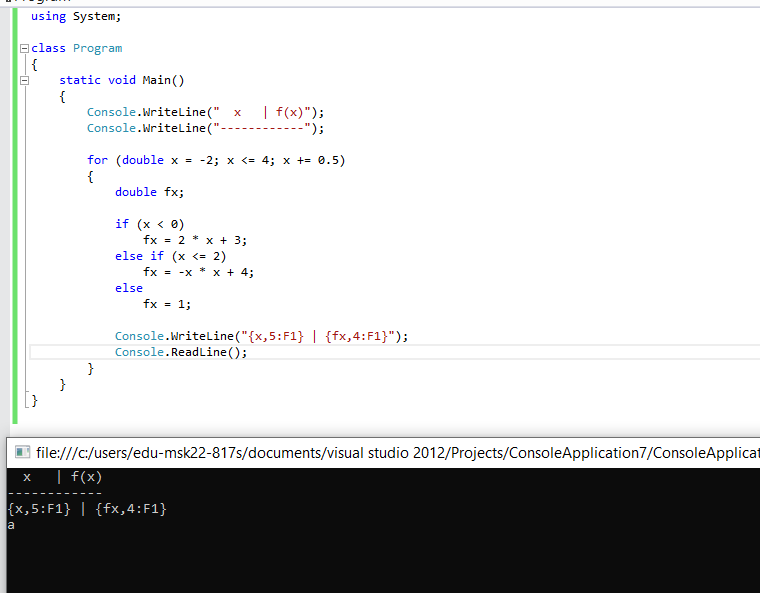 using System;
class Program
{
static void Main()
{
Console.WriteLine("  x   | f(x)");
Console.WriteLine("------------");
for (double x = -2; x <= 4; x += 0.5)
{
double fx;
if (x < 0)
fx = 2 * x + 3;
else if (x <= 2)
fx = -x * x + 4;
else
fx = 1;
Console.WriteLine("{x,5:F1} | {fx,4:F1}");
Console.ReadLine();
}
}
}
file:///c:/users/edu-msk22-817s/documents/visual studio 2012/Projects/ConsoleApplication7/ConsoleApplicat
x   | f(x)
------------
{x,5:F1} | {fx,4:F1}
a